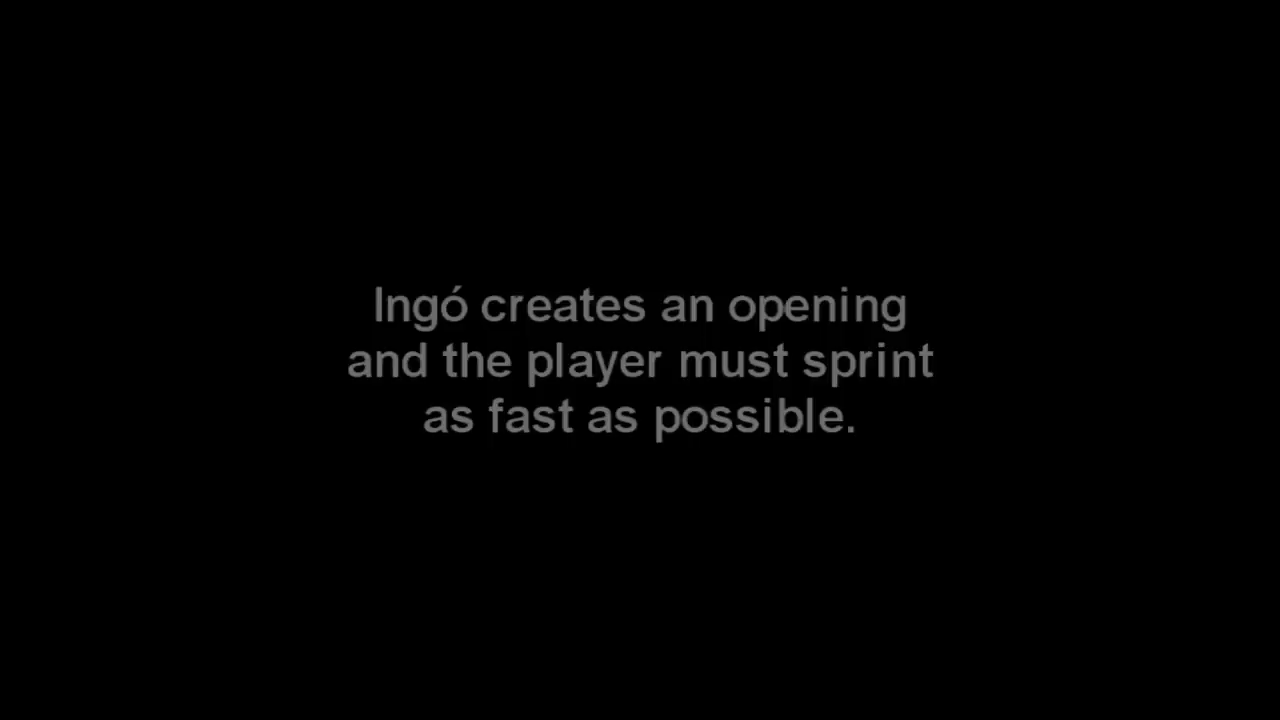 Ingó creates an opening
and the player must sprint
as fast as possible.